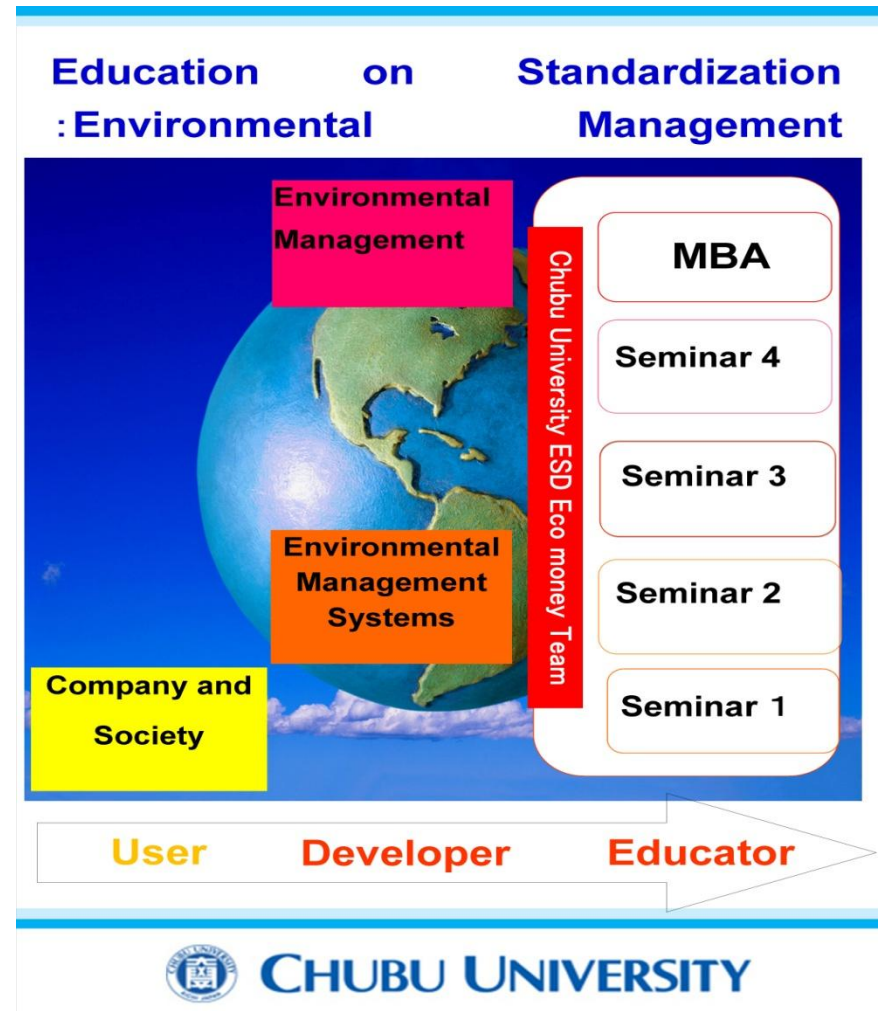 Education on Standardization
:Environmental Management
Environmental
Management
Chubu University ESD Eco money Team
MBA
Seminar 4
Seminar 3
Environmental
Management
Systems
Seminar 2
Company and
Society
Seminar 1
User Developer Educator
CHUBU UNIVERSITY